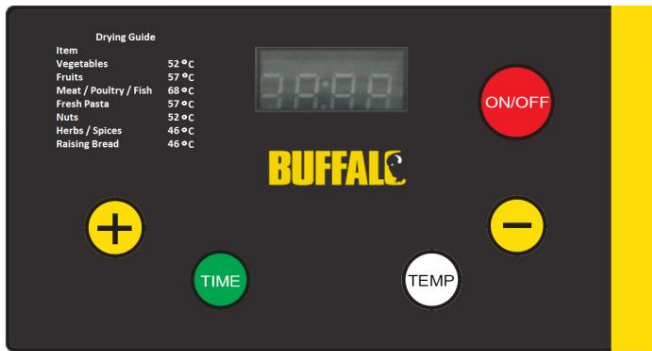 Drying Guide
Item
Vegetables 52 °C
Fruits 57 °C
Meat / Poultry / Fish 68 °C
Fresh Pasta 57 °C
Nuts 52 °C
Herbs / Spices 46 °C
Raising Bread 46 °C
ON/OFF
BUFFALO
+
−
TIME
TEMP